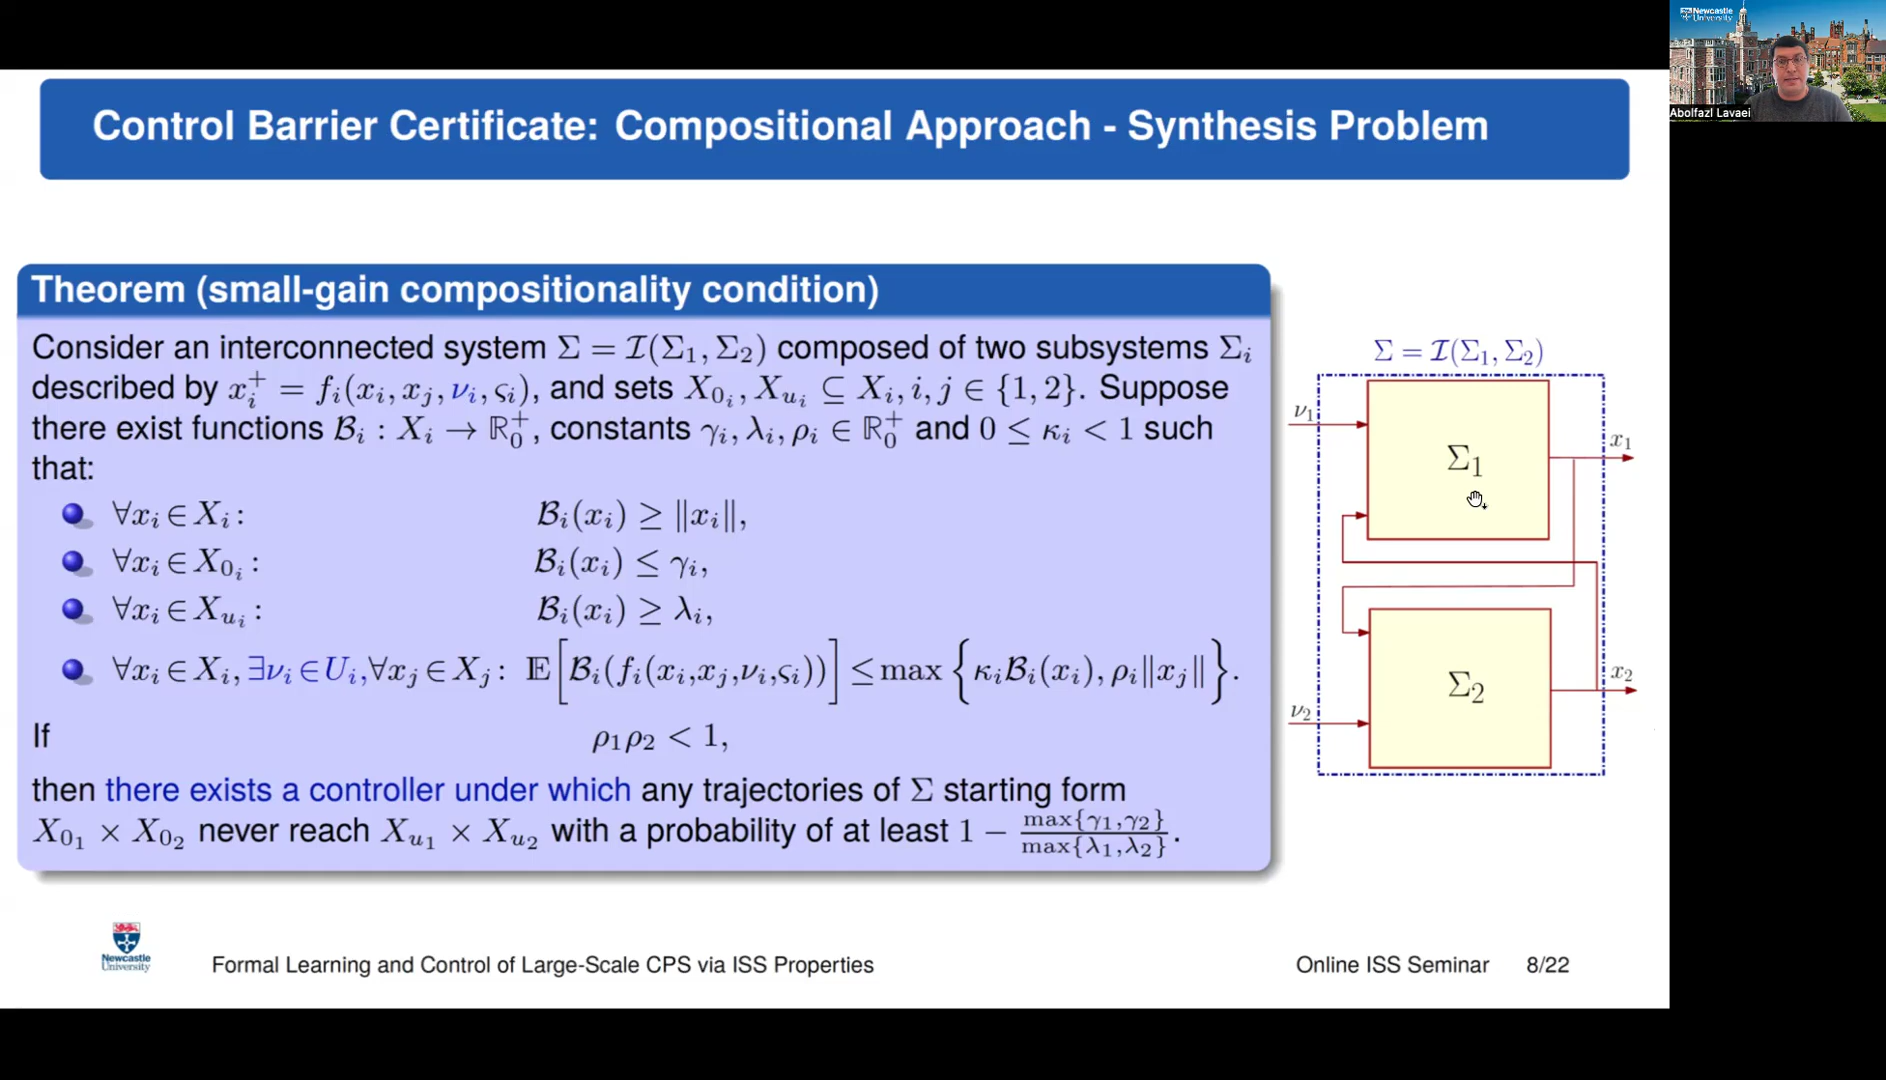 Control Barrier Certificate: Compositional Approach - Synthesis Problem
Newcastle
University
Abolfazl Lavaei
Theorem (small-gain compositionality condition)
Consider an interconnected system Σ = ℐ(Σ₁, Σ₂) composed of two subsystems Σᵢ
described by xᵢ⁺ = fᵢ(xᵢ, xⱼ, νᵢ, ςᵢ), and sets X₀ᵢ, Xᵤᵢ ⊆ Xᵢ, i, j ∈ {1, 2}. Suppose
there exist functions ℬᵢ : Xᵢ → ℝ₀⁺, constants γᵢ, λᵢ, ρᵢ ∈ ℝ₀⁺ and 0 ≤ κᵢ < 1 such
that:
∀xᵢ ∈ Xᵢ : ℬᵢ(xᵢ) ≥ ‖xᵢ‖,
∀xᵢ ∈ X₀ᵢ : ℬᵢ(xᵢ) ≤ γᵢ,
∀xᵢ ∈ Xᵤᵢ : ℬᵢ(xᵢ) ≥ λᵢ,
∀xᵢ ∈ Xᵢ, ∃νᵢ ∈ Uᵢ, ∀xⱼ ∈ Xⱼ : 𝔼[ℬᵢ(fᵢ(xᵢ,xⱼ,νᵢ,ςᵢ))] ≤ max {κᵢℬᵢ(xᵢ), ρᵢ‖xⱼ‖}.
If ρ₁ρ₂ < 1,
then there exists a controller under which any trajectories of Σ starting form
X₀₁ × X₀₂ never reach Xᵤ₁ × Xᵤ₂ with a probability of at least 1 − max{γ₁,γ₂}/max{λ₁,λ₂}.
Σ = ℐ(Σ₁, Σ₂)
ν₁
Σ₁
x₁
Σ₂
x₂
ν₂
Newcastle
University
Formal Learning and Control of Large-Scale CPS via ISS Properties
Online ISS Seminar 8/22